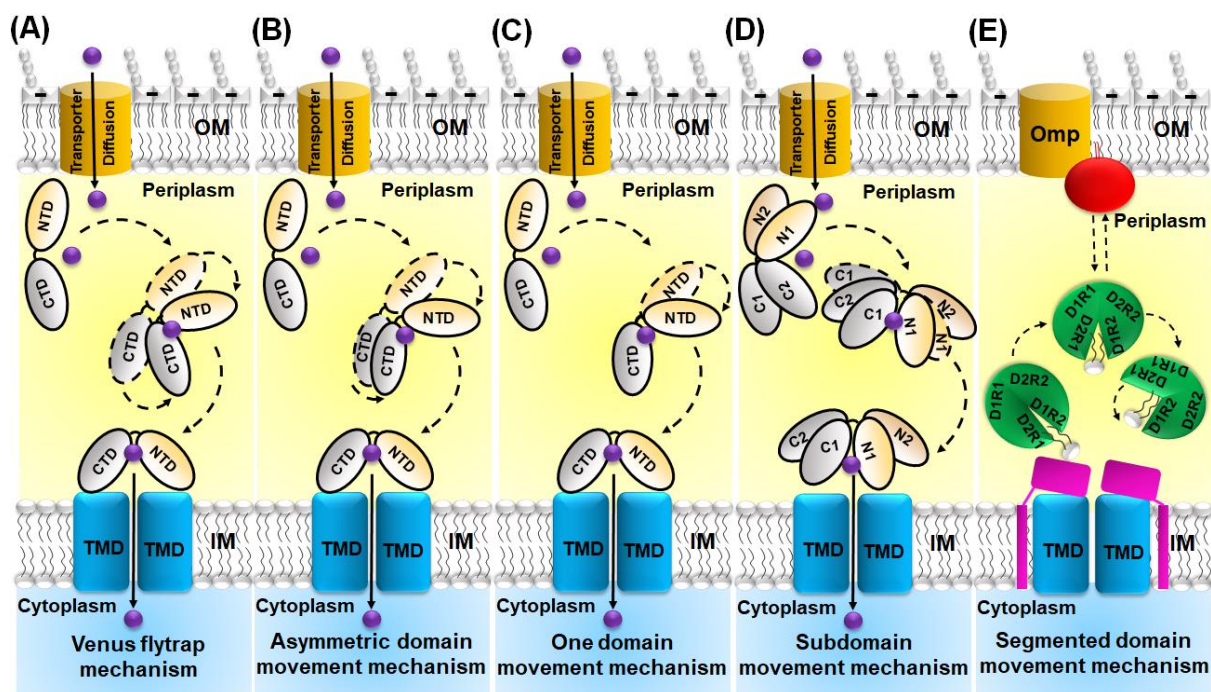 (A)
Transporter
Diffusion
OM
Periplasm
NTD
CTD
NTD
NTD
CTD
CTD
CTD
NTD
TMD
TMD
IM
Cytoplasm
Venus flytrap
mechanism
(B)
Transporter
Diffusion
OM
Periplasm
NTD
CTD
NTD
NTD
CTD
CTD
CTD
NTD
TMD
TMD
IM
Cytoplasm
Asymmetric domain
movement mechanism
(C)
Transporter
Diffusion
OM
Periplasm
NTD
CTD
NTD
NTD
CTD
CTD
NTD
TMD
TMD
IM
Cytoplasm
One domain
movement mechanism
(D)
Transporter
Diffusion
OM
Periplasm
N2
N1
C1
C2
C1
C2
C1
N1
N1
N2
C2
C1
N1
N2
TMD
TMD
IM
Cytoplasm
Subdomain
movement mechanism
(E)
Omp
OM
Periplasm
D1R1
D2R2
D2R1
D1R2
D1R1
D2R1
D1R2
D2R2
D2R2
D1R1
D1R2
D2R1
TMD
TMD
IM
Cytoplasm
Segmented domain
movement mechanism